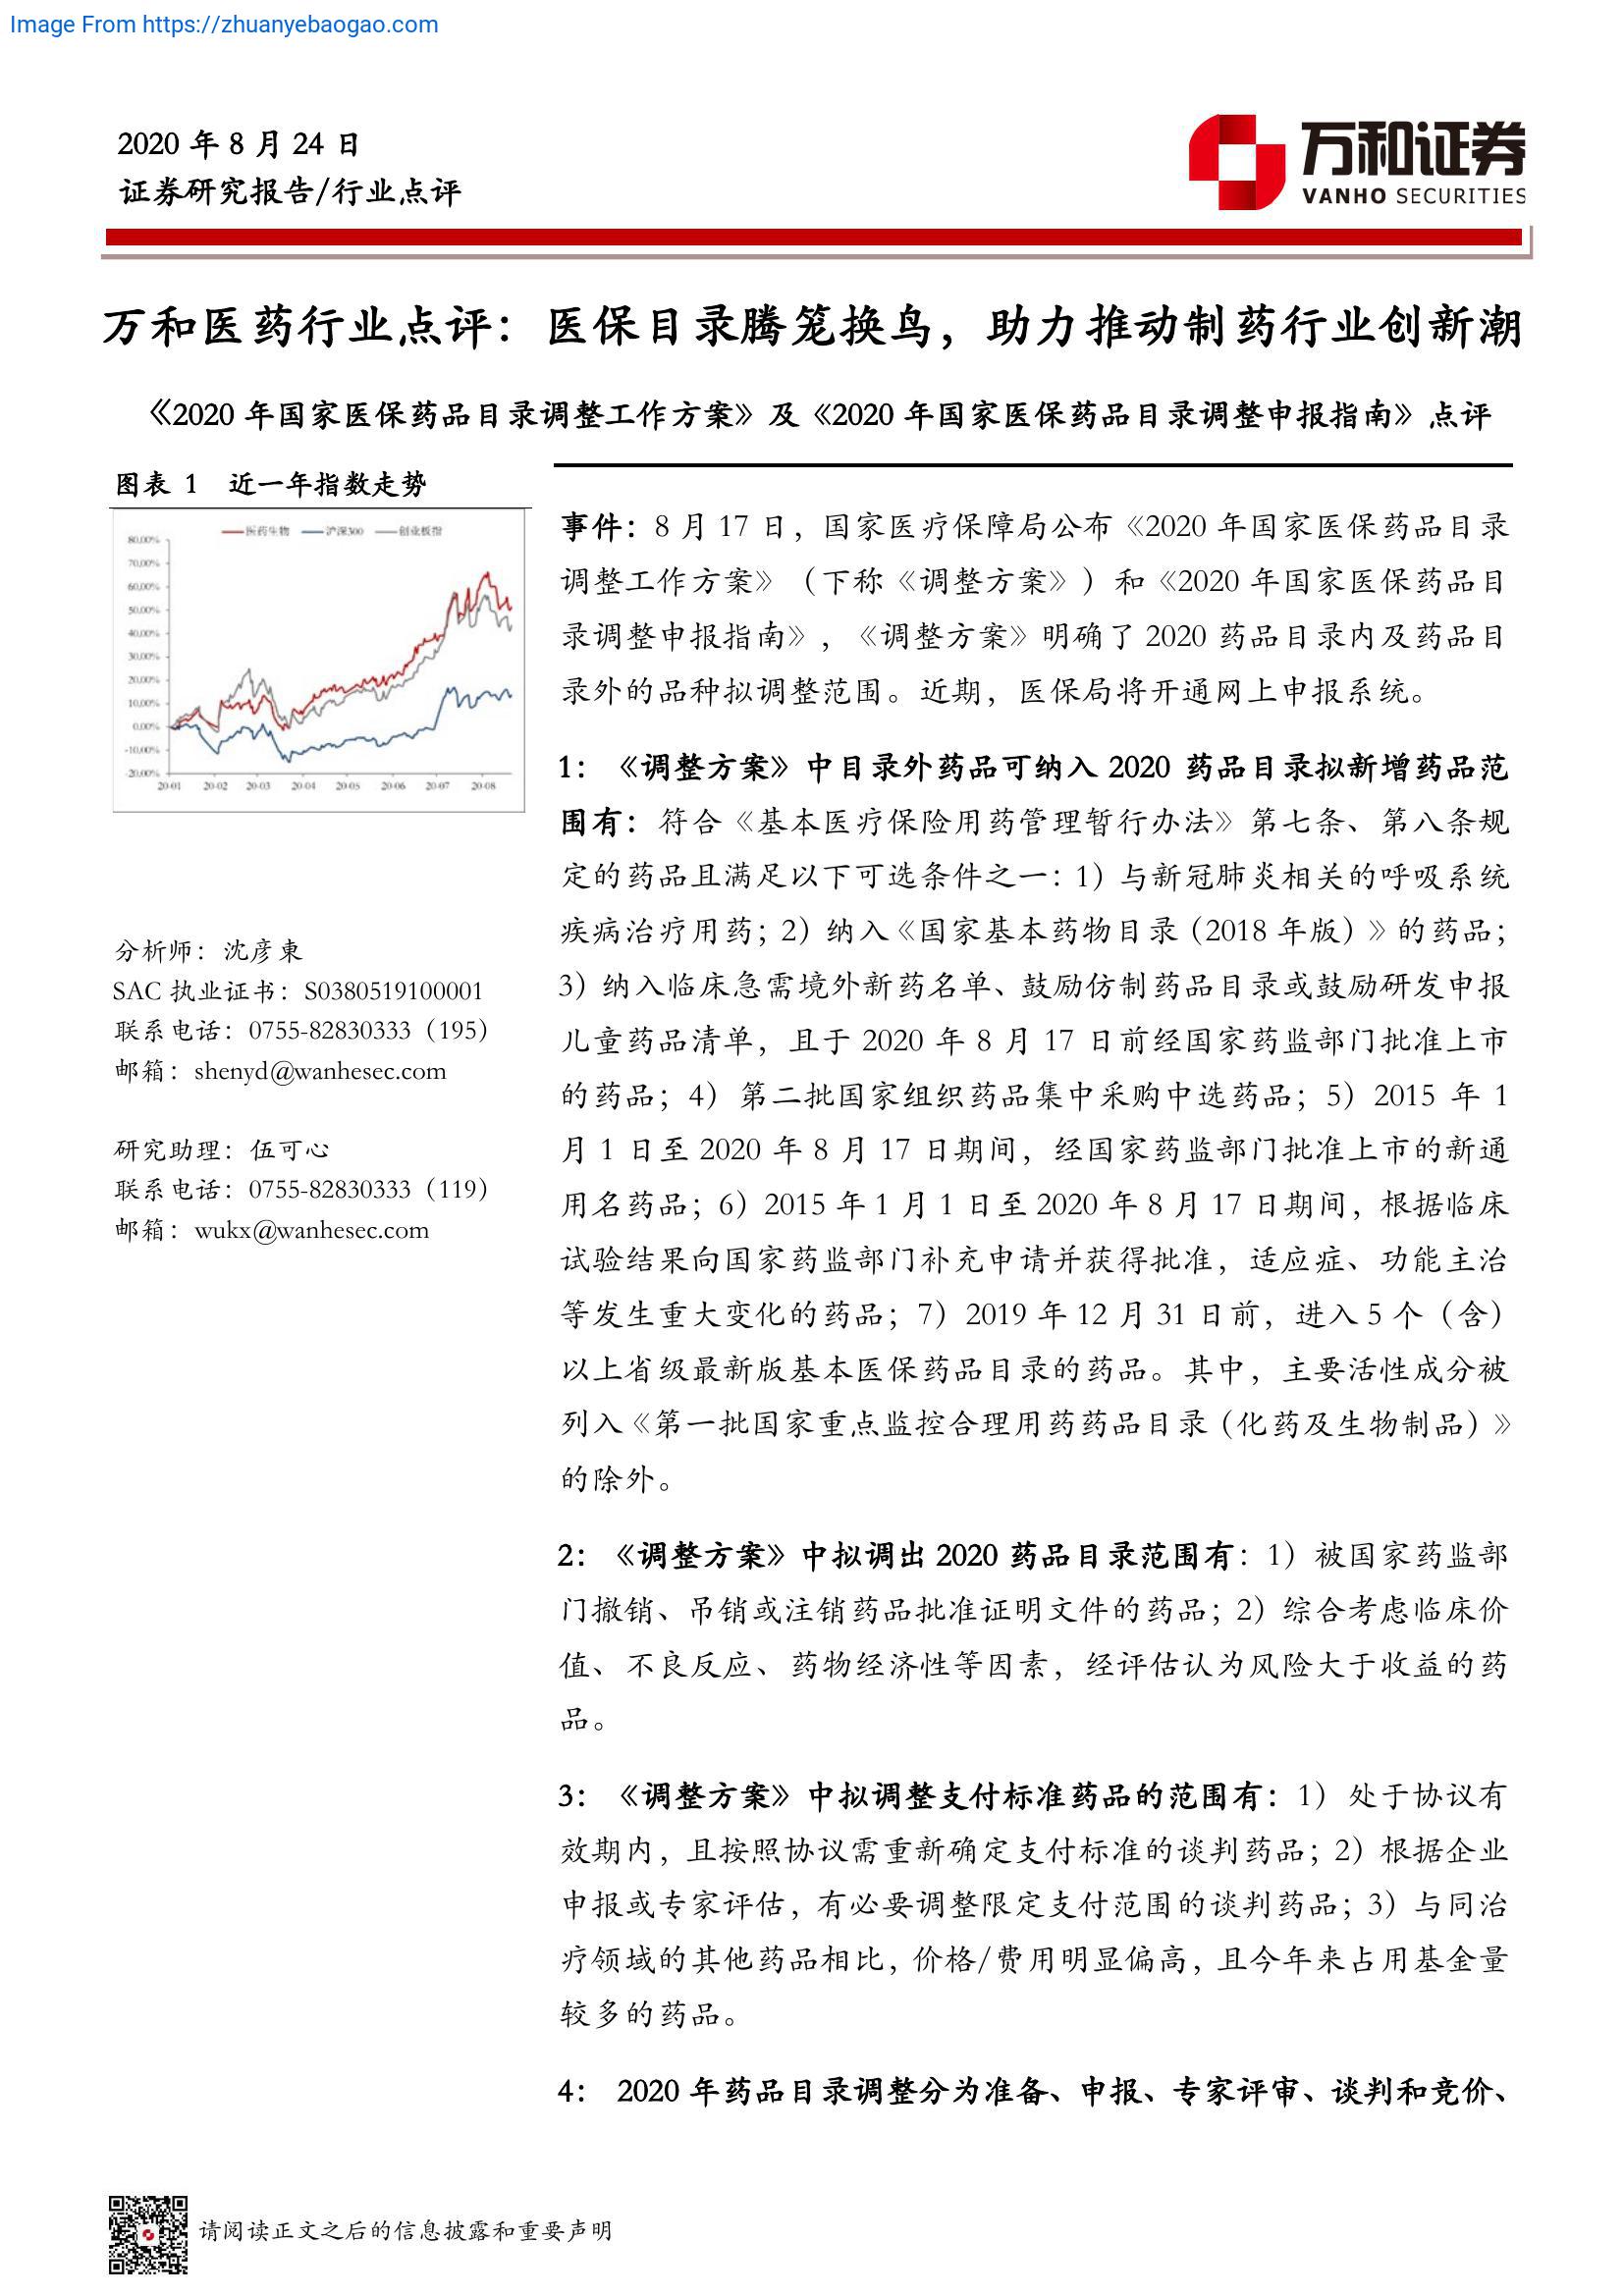 Image From https://zhuanyebaogao.com
2020 年 8 月 24 日
证券研究报告/行业点评
万和证券
VANHO SECURITIES
万和医药行业点评：医保目录腾笼换鸟，助力推动制药行业创新潮
《2020 年国家医保药品目录调整工作方案》及《2020 年国家医保药品目录调整申报指南》点评
图表 1 近一年指数走势
医药生物 沪深300 创业板指
80.00%
70.00%
60.00%
50.00%
40.00%
30.00%
20.00%
10.00%
0.00%
-10.00%
-20.00%
20-01 20-02 20-03 20-04 20-05 20-06 20-07 20-08
分析师：沈彦東
SAC 执业证书：S0380519100001
联系电话：0755-82830333（195）
邮箱：shenyd@wanhesec.com
研究助理：伍可心
联系电话：0755-82830333（119）
邮箱：wukx@wanhesec.com
事件：8 月 17 日，国家医疗保障局公布《2020 年国家医保药品目录
调整工作方案》（下称《调整方案》）和《2020 年国家医保药品目
录调整申报指南》，《调整方案》明确了 2020 药品目录内及药品目
录外的品种拟调整范围。近期，医保局将开通网上申报系统。
1：《调整方案》中目录外药品可纳入 2020 药品目录拟新增药品范
围有：符合《基本医疗保险用药管理暂行办法》第七条、第八条规
定的药品且满足以下可选条件之一：1）与新冠肺炎相关的呼吸系统
疾病治疗用药；2）纳入《国家基本药物目录（2018 年版）》的药品；
3）纳入临床急需境外新药名单、鼓励仿制药品目录或鼓励研发申报
儿童药品清单，且于 2020 年 8 月 17 日前经国家药监部门批准上市
的药品；4）第二批国家组织药品集中采购中选药品；5）2015 年 1
月 1 日至 2020 年 8 月 17 日期间，经国家药监部门批准上市的新通
用名药品；6）2015 年 1 月 1 日至 2020 年 8 月 17 日期间，根据临床
试验结果向国家药监部门补充申请并获得批准，适应症、功能主治
等发生重大变化的药品；7）2019 年 12 月 31 日前，进入 5 个（含）
以上省级最新版基本医保药品目录的药品。其中，主要活性成分被
列入《第一批国家重点监控合理用药药品目录（化药及生物制品）》
的除外。
2：《调整方案》中拟调出 2020 药品目录范围有：1）被国家药监部
门撤销、吊销或注销药品批准证明文件的药品；2）综合考虑临床价
值、不良反应、药物经济性等因素，经评估认为风险大于收益的药
品。
3：《调整方案》中拟调整支付标准药品的范围有：1）处于协议有
效期内，且按照协议需重新确定支付标准的谈判药品；2）根据企业
申报或专家评估，有必要调整限定支付范围的谈判药品；3）与同治
疗领域的其他药品相比，价格/费用明显偏高，且今年来占用基金量
较多的药品。
4： 2020 年药品目录调整分为准备、申报、专家评审、谈判和竞价、
请阅读正文之后的信息披露和重要声明